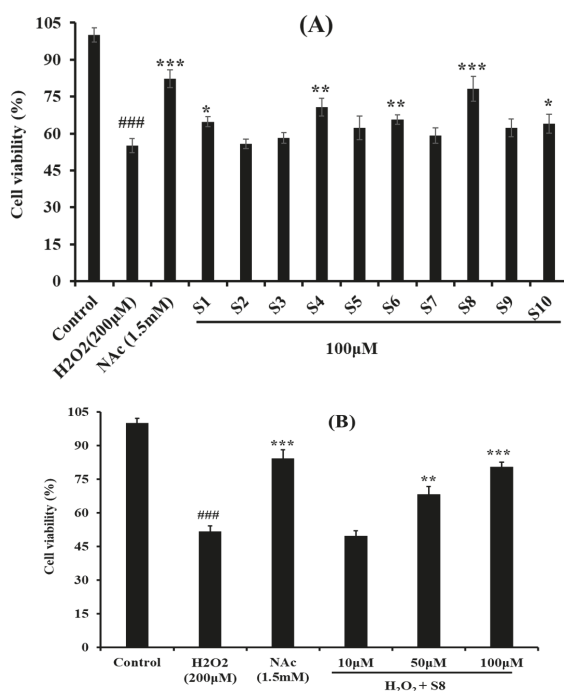 (A)
Cell viability (%)
105
90
75
60
45
30
15
0
###
***
*
**
**
***
*
Control
H2O2(200µM)
NAc (1.5mM)
S1
S2
S3
S4
S5
S6
S7
S8
S9
S10
100µM
(B)
Cell viability (%)
105
90
75
60
45
30
15
0
###
***
**
***
Control
H2O2
(200µM)
NAc
(1.5mM)
10µM
50µM
100µM
H₂O₂ + S8